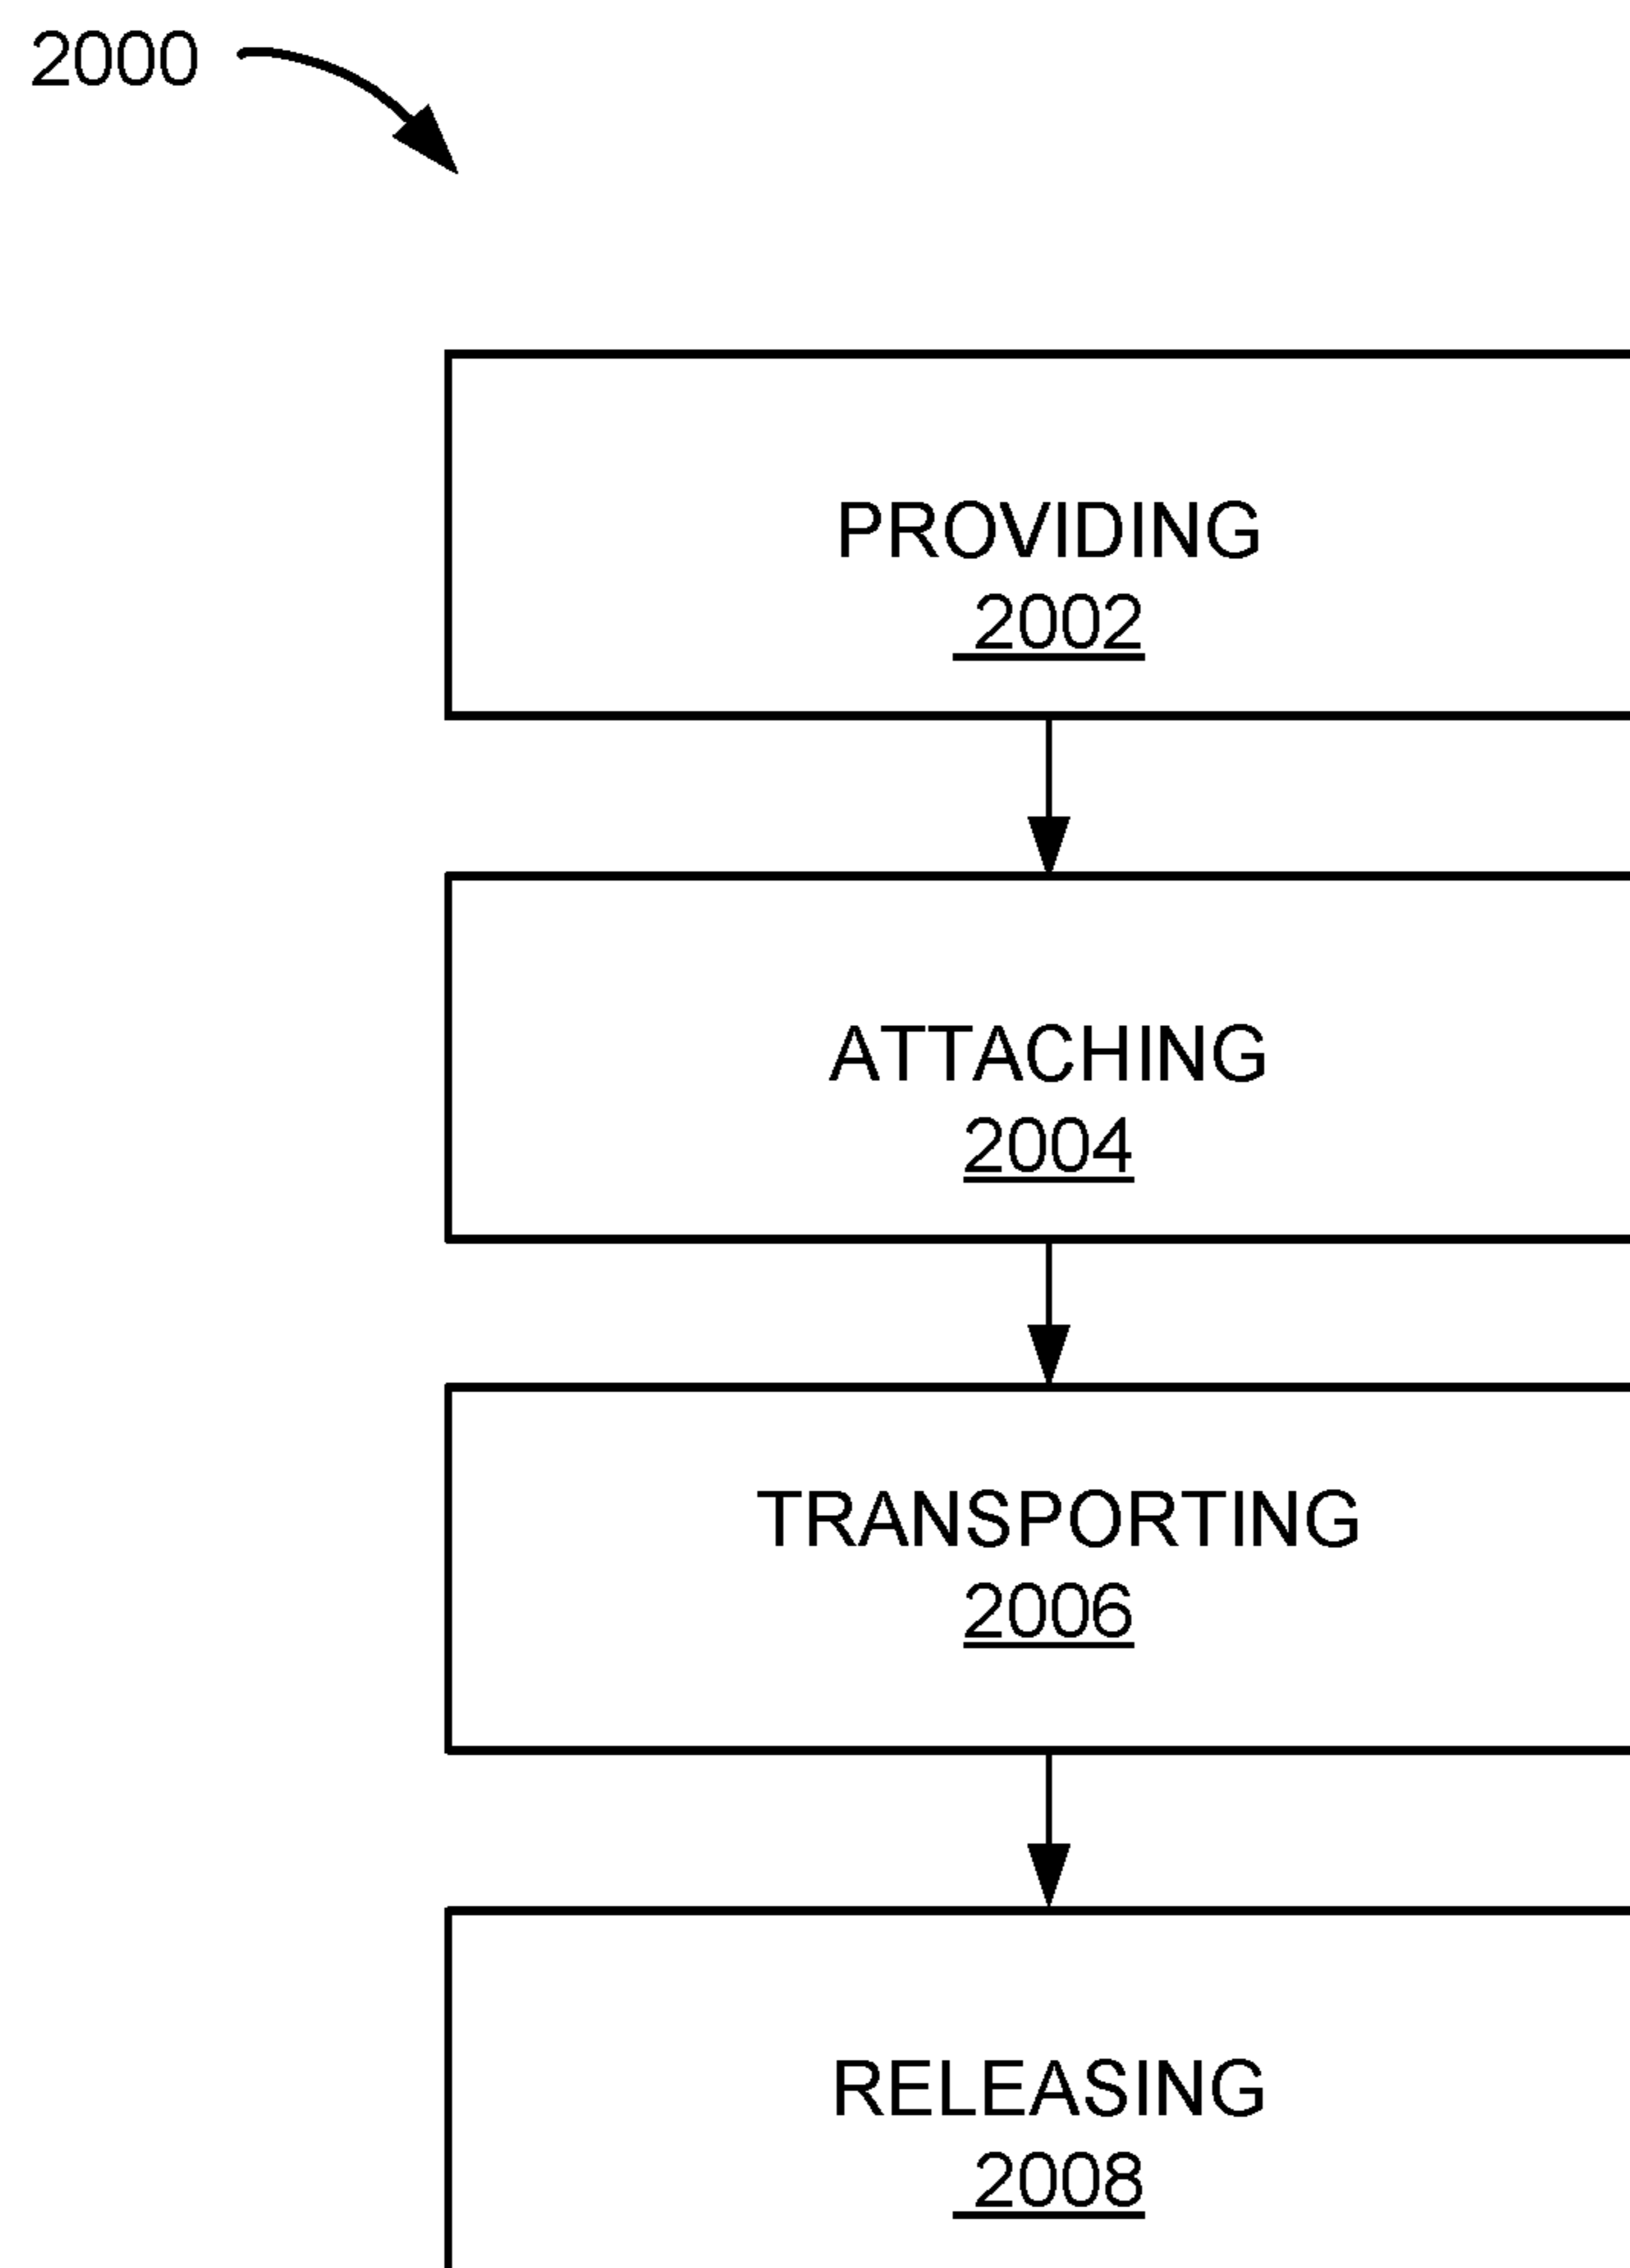 2000
PROVIDING
2002
ATTACHING
2004
TRANSPORTING
2006
RELEASING
2008